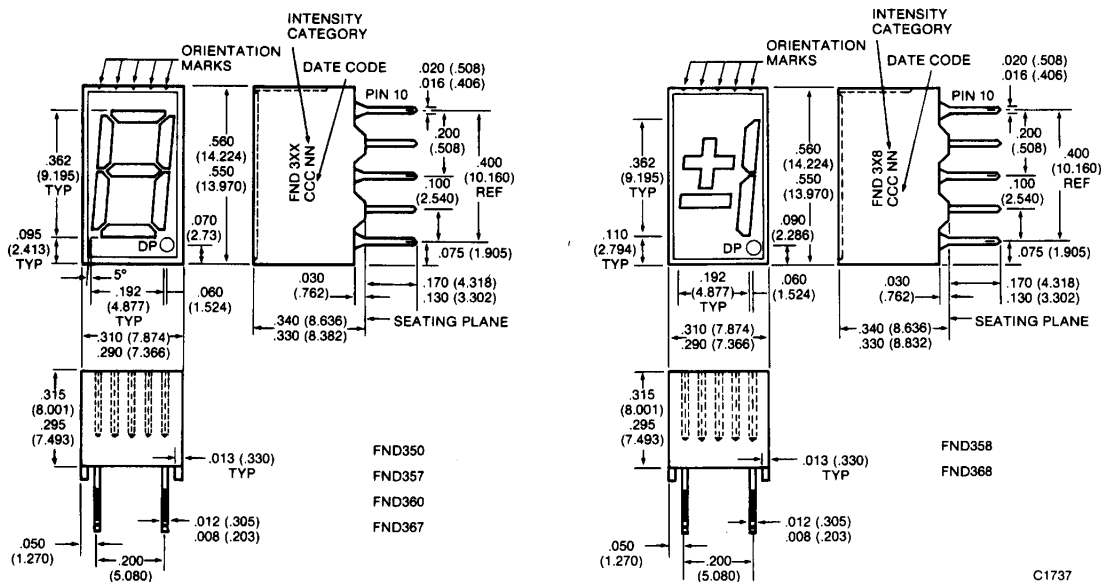 INTENSITY
CATEGORY
ORIENTATION
MARKS
DATE CODE
.020 (.508)
.016 (.406)
PIN 10
.362
(9.195)
TYP
.560
(14.224)
.550
(13.970)
FND 3XX
CCC NN
.200
(.508)
.400
(10.160)
REF
.100
(2.540)
.070
(2.73)
.095
(2.413)
TYP
DP
.075 (1.905)
5°
.192
(4.877)
TYP
.060
(1.524)
.030
(.762)
.170 (4.318)
.130 (3.302)
SEATING PLANE
.310 (7.874)
.290 (7.366)
.340 (8.636)
.330 (8.382)
.315
(8.001)
.295
(7.493)
.013 (.330)
TYP
.012 (.305)
.008 (.203)
.050
(1.270)
.200
(5.080)
FND350
FND357
FND360
FND367
INTENSITY
CATEGORY
ORIENTATION
MARKS
DATE CODE
.020 (.508)
.016 (.406)
PIN 10
.362
(9.195)
TYP
.560
(14.224)
.550
(13.970)
FND 3X8
CCC NN
.200
(.508)
.400
(10.160)
REF
.100
(2.540)
.090
(2.286)
.110
(2.794)
TYP
DP
.075 (1.905)
.192
(4.877)
TYP
.060
(1.524)
.030
(.762)
.170 (4.318)
.130 (3.302)
SEATING PLANE
.310 (7.874)
.290 (7.366)
.340 (8.636)
.330 (8.832)
.315
(8.001)
.295
(7.493)
.013 (.330)
TYP
.012 (.305)
.008 (.203)
.050
(1.270)
.200
(5.080)
FND358
FND368
C1737